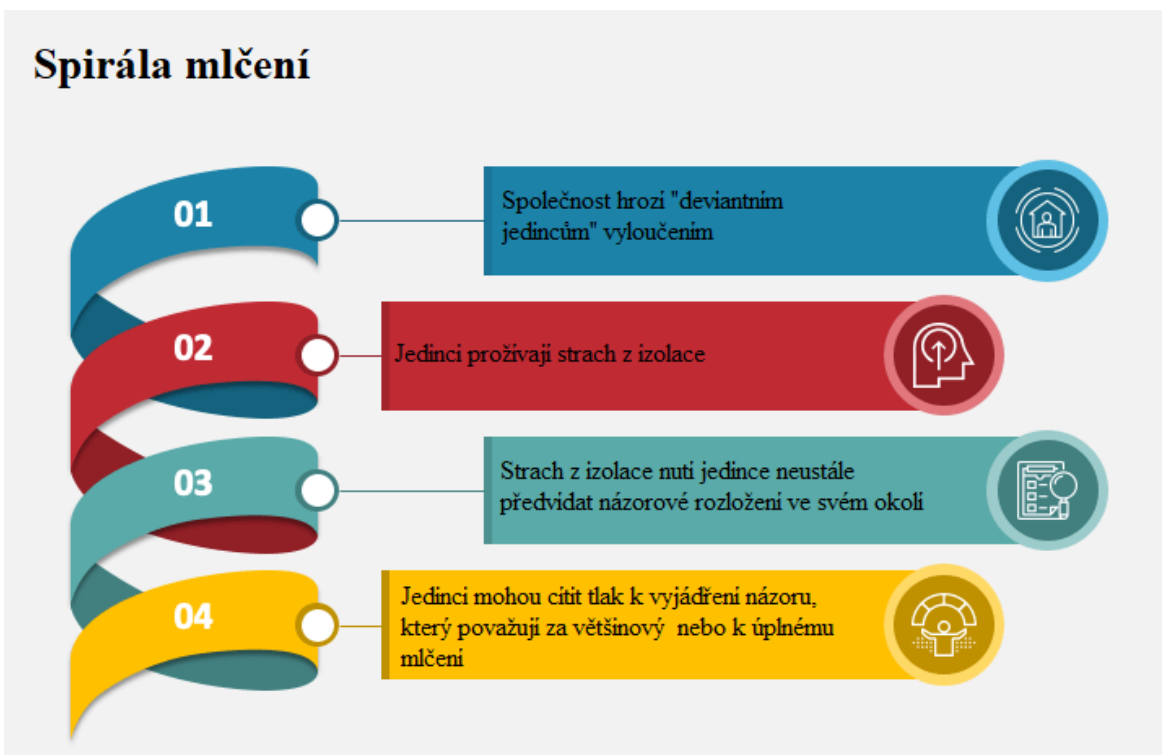 Spirála mlčení
01
Společnost hrozí "deviantním
jedincům" vyloučením
02
Jedinci prožívají strach z izolace
03
Strach z izolace nutí jedince neustále
předvídat názorové rozložení ve svém okolí
04
Jedinci mohou cítit tlak k vyjádření názoru,
který považují za většinový  nebo k úplnému
mlčení